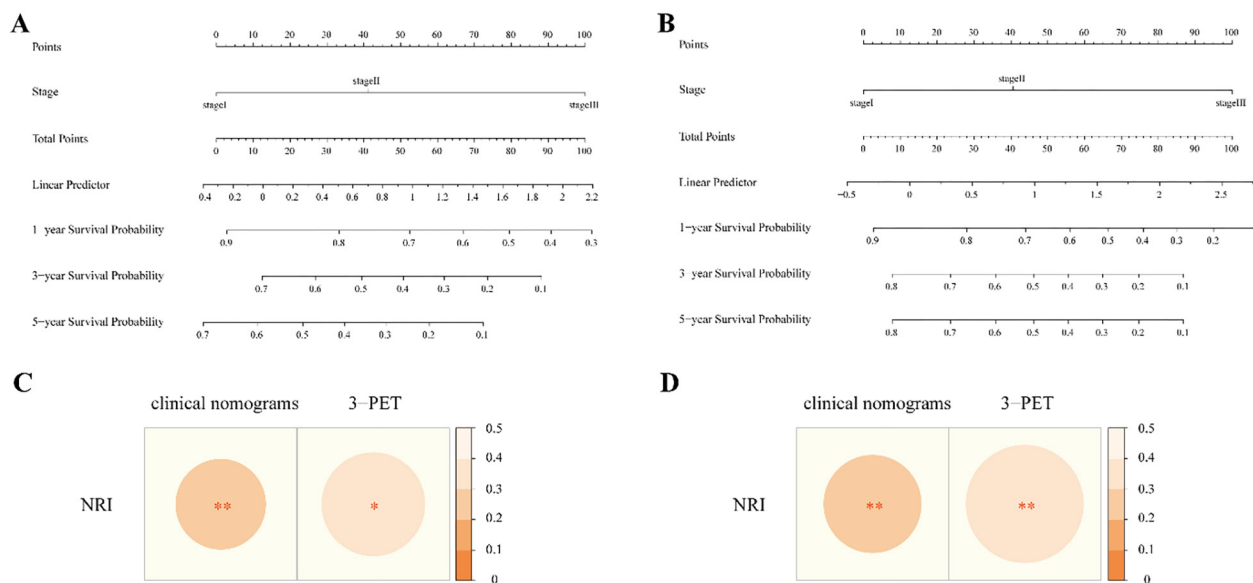 A
Points
0 10 20 30 40 50 60 70 80 90 100
Stage
stageI
stageII
stageIII
Total Points
0 10 20 30 40 50 60 70 80 90 100
Linear Predictor
0.4 0.2 0 0.2 0.4 0.6 0.8 1 1.2 1.4 1.6 1.8 2 2.2
1-year Survival Probability
0.9 0.8 0.7 0.6 0.5 0.4 0.3
3-year Survival Probability
0.7 0.6 0.5 0.4 0.3 0.2 0.1
5-year Survival Probability
0.7 0.6 0.5 0.4 0.3 0.2 0.1
B
Points
0 10 20 30 40 50 60 70 80 90 100
Stage
stageI
stageII
stageIII
Total Points
0 10 20 30 40 50 60 70 80 90 100
Linear Predictor
-0.5 0 0.5 1 1.5 2 2.5
1-year Survival Probability
0.9 0.8 0.7 0.6 0.5 0.4 0.3 0.2
3-year Survival Probability
0.8 0.7 0.6 0.5 0.4 0.3 0.2 0.1
5-year Survival Probability
0.8 0.7 0.6 0.5 0.4 0.3 0.2 0.1
C
clinical nomograms 3-PET
NRI
** *
0.5
0.4
0.3
0.2
0.1
0
D
clinical nomograms 3-PET
NRI
** **
0.5
0.4
0.3
0.2
0.1
0